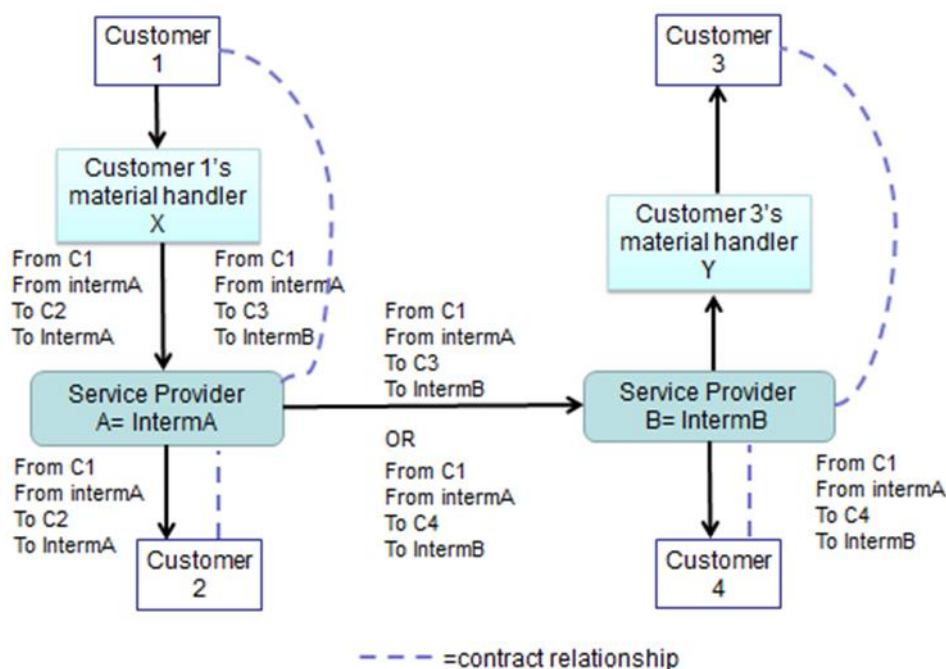 Customer
1
Customer
3
Customer 1's
material handler
X
Customer 3's
material handler
Y
From C1
From intermA
To C2
To IntermA
From C1
From intermA
To C3
To IntermB
From C1
From intermA
To C3
To IntermB
Service Provider
A= IntermA
Service Provider
B= IntermB
OR
From C1
From intermA
To C4
To IntermB
From C1
From intermA
To C2
To IntermA
From C1
From intermA
To C4
To IntermB
Customer
2
Customer
4
=contract relationship